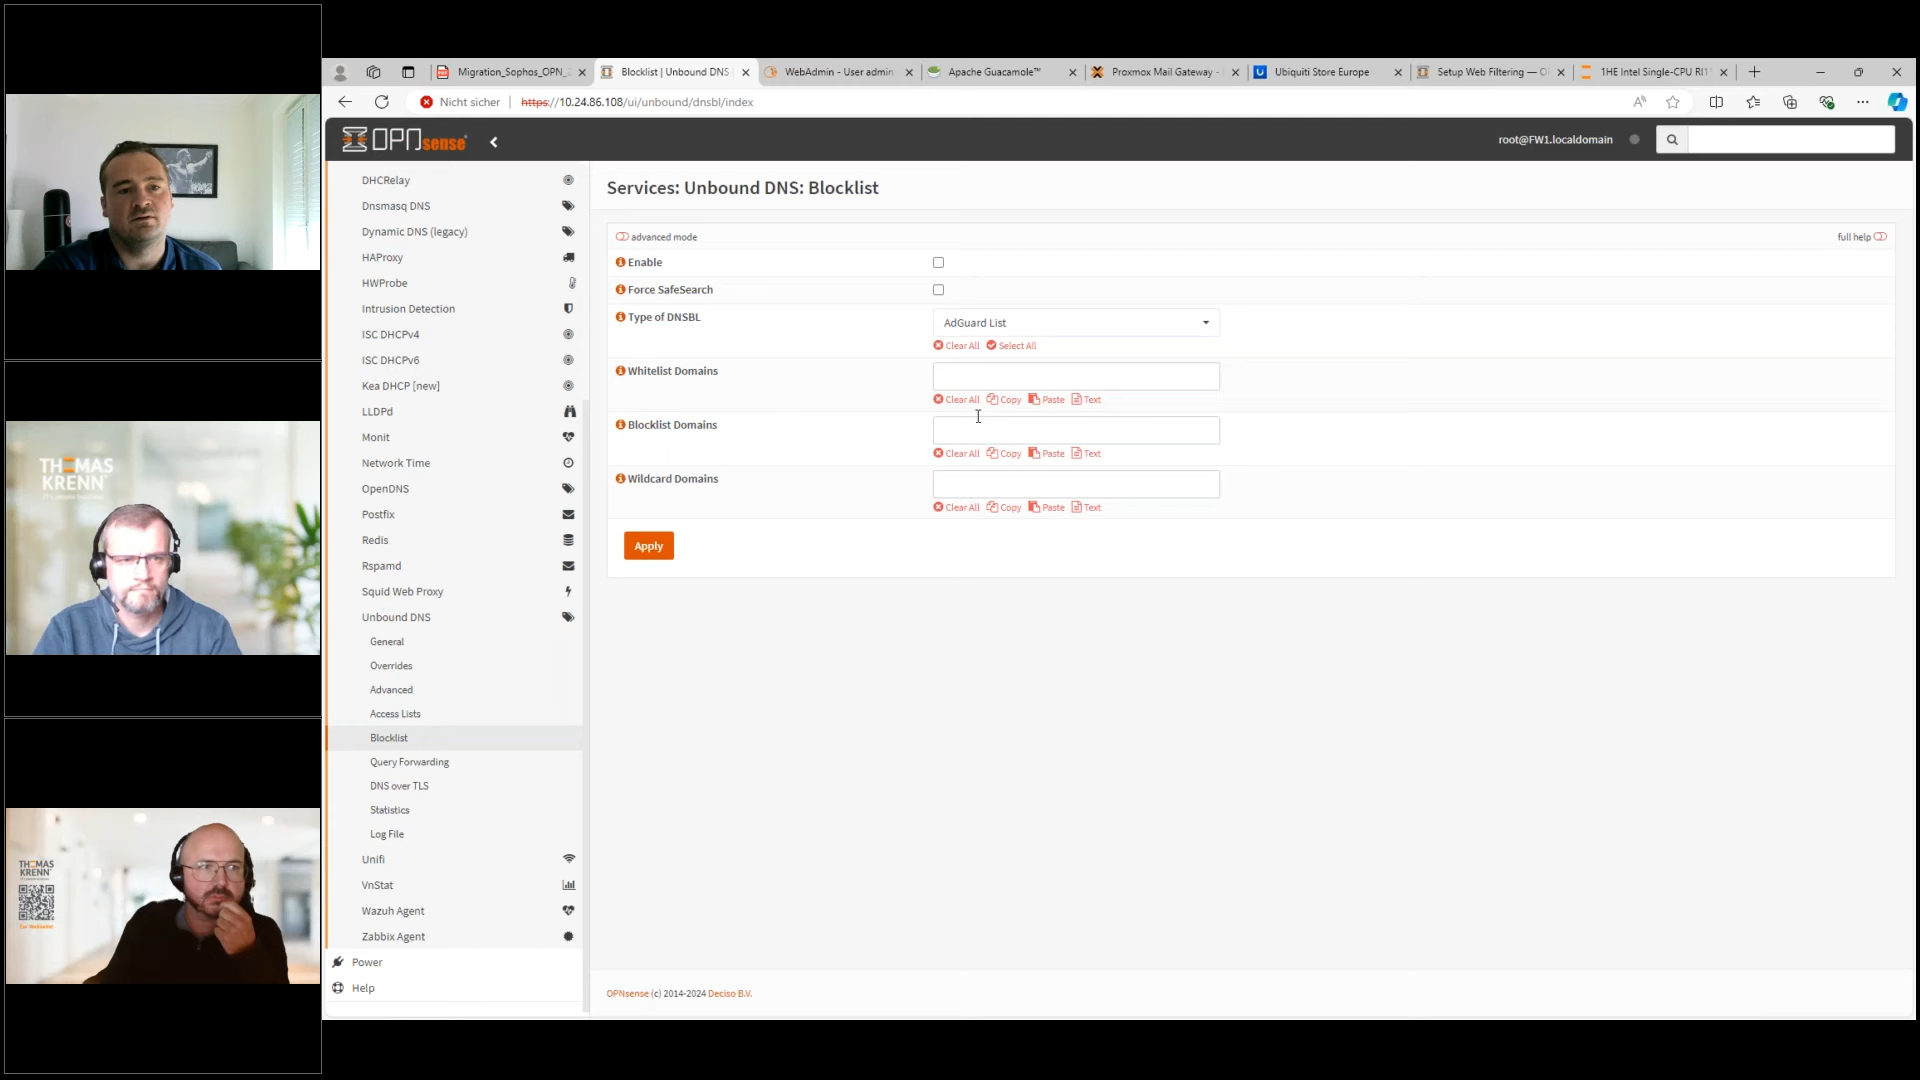 Migration_Sophos_OPN_
Blocklist | Unbound DNS
WebAdmin - User admin
Apache Guacamole™
Proxmox Mail Gateway -
Ubiquiti Store Europe
Setup Web Filtering — O
1HE Intel Single-CPU RI1
Nicht sicher
https://10.24.86.108/ui/unbound/dnsbl/index
OPNsense
root@FW1.localdomain
DHCRelay
Dnsmasq DNS
Dynamic DNS (legacy)
HAProxy
HWProbe
Intrusion Detection
ISC DHCPv4
ISC DHCPv6
Kea DHCP [new]
LLDPd
Monit
Network Time
OpenDNS
Postfix
Redis
Rspamd
Squid Web Proxy
Unbound DNS
General
Overrides
Advanced
Access Lists
Blocklist
Query Forwarding
DNS over TLS
Statistics
Log File
Unifi
VnStat
Wazuh Agent
Zabbix Agent
Power
Help
Services: Unbound DNS: Blocklist
advanced mode
full help
Enable
Force SafeSearch
Type of DNSBL
AdGuard List
Clear All Select All
Whitelist Domains
Clear All Copy Paste Text
Blocklist Domains
Clear All Copy Paste Text
Wildcard Domains
Clear All Copy Paste Text
Apply
OPNsense (c) 2014-2024 Deciso B.V.
THOMAS
KRENN
THOMAS
KRENN